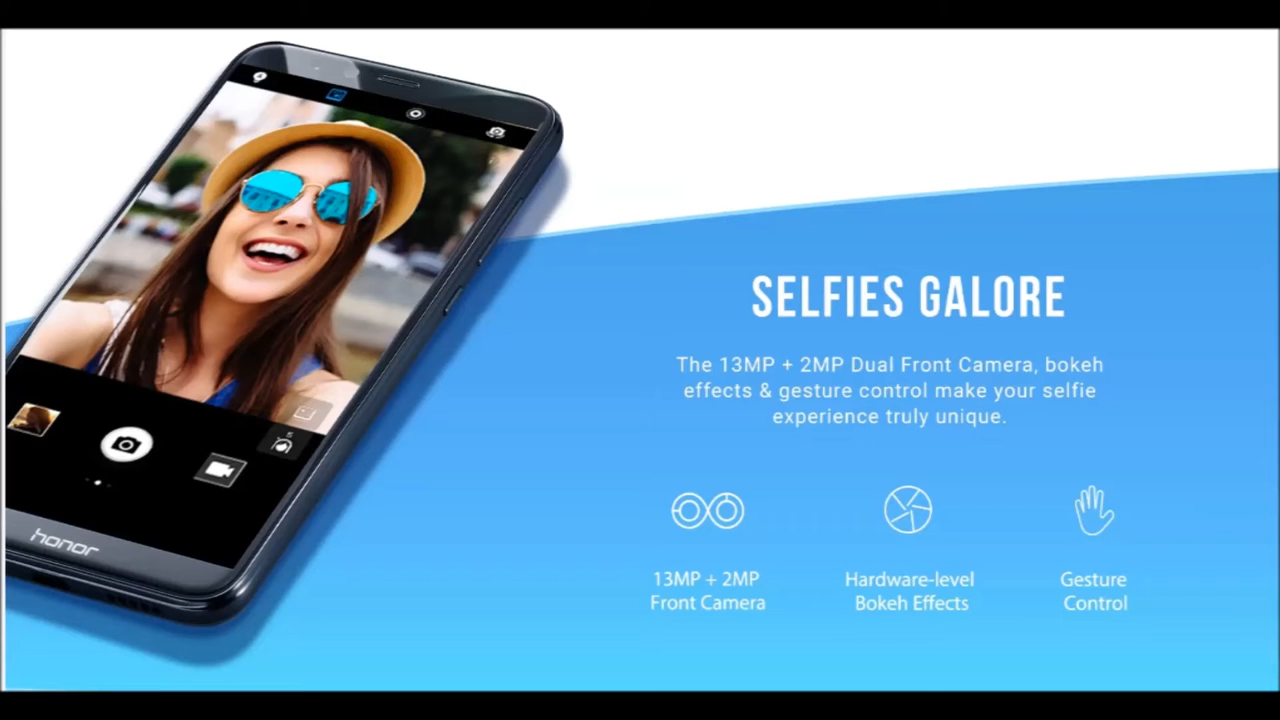 SELFIES GALORE
The 13MP + 2MP Dual Front Camera, bokeh
effects & gesture control make your selfie
experience truly unique.
13MP + 2MP
Front Camera
Hardware-level
Bokeh Effects
Gesture
Control
honor